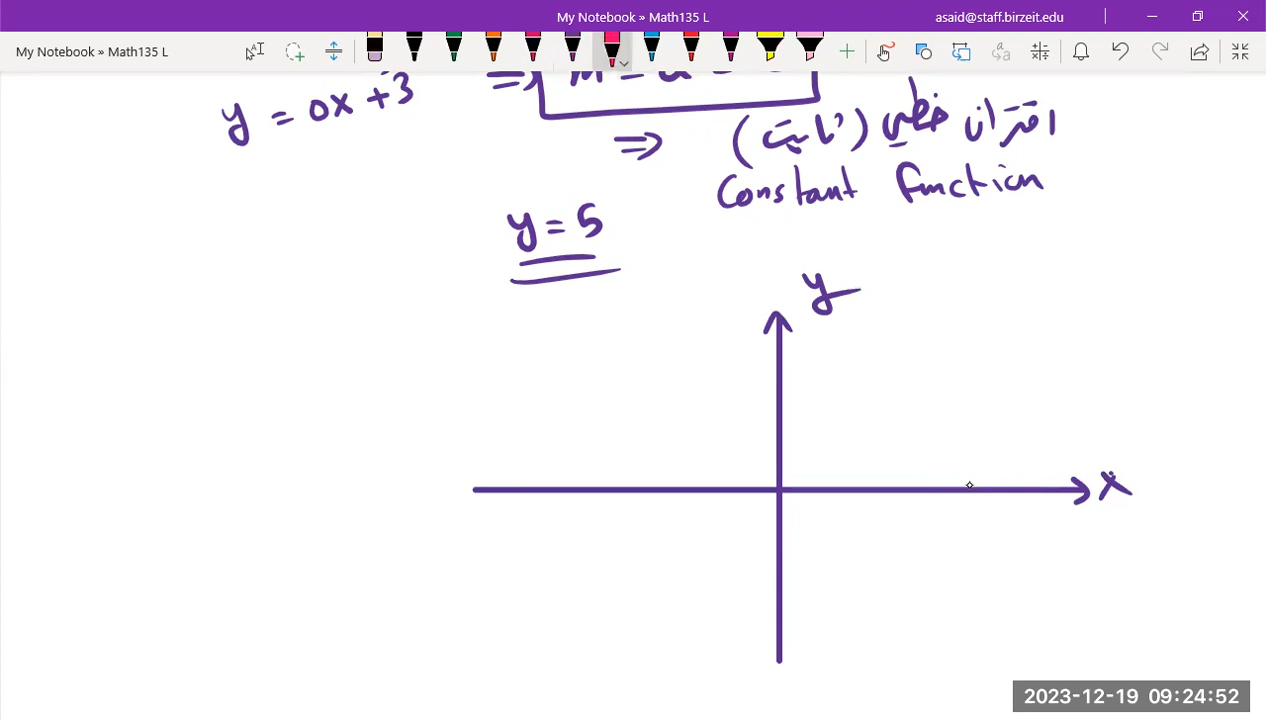 My Notebook » Math135 L
asaid@staff.birzeit.edu
My Notebook » Math135 L
y = 0x + 3
⇒
⇒ اقتران خطي (ثابت)
Constant function
y = 5
y
x
2023-12-19 09:24:52